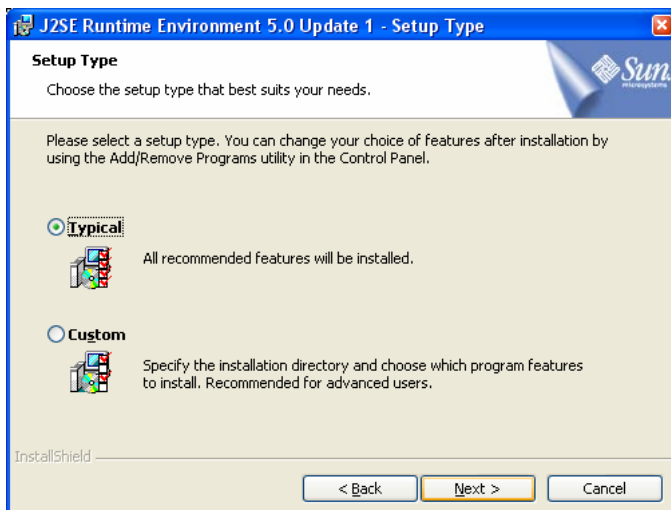 J2SE Runtime Environment 5.0 Update 1 - Setup Type
Setup Type
Choose the setup type that best suits your needs.
Sun
microsystems
Please select a setup type. You can change your choice of features after installation by
using the Add/Remove Programs utility in the Control Panel.
Typical
All recommended features will be installed.
Custom
Specify the installation directory and choose which program features
to install. Recommended for advanced users.
InstallShield
< Back
Next >
Cancel